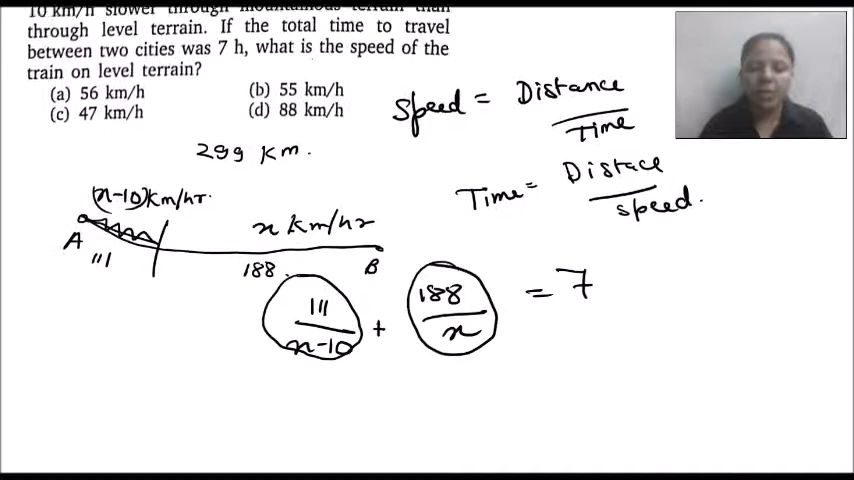 10 km/h slower through mountainous terrain than
through level terrain. If the total time to travel
between two cities was 7 h, what is the speed of the
train on level terrain?
(a) 56 km/h (b) 55 km/h
(c) 47 km/h (d) 88 km/h
Speed = Distance / Time
299 Km.
Time = Distace / speed.
(x-10)Km/hr.
x Km/hr
A 111 188 B
111 / x-10 + 188 / x = 7